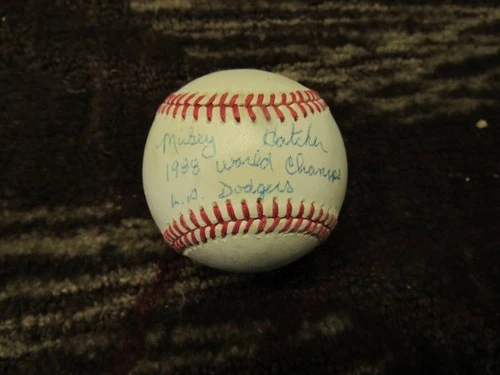 Mickey Hatcher
1988 World Champs
L.A. Dodgers